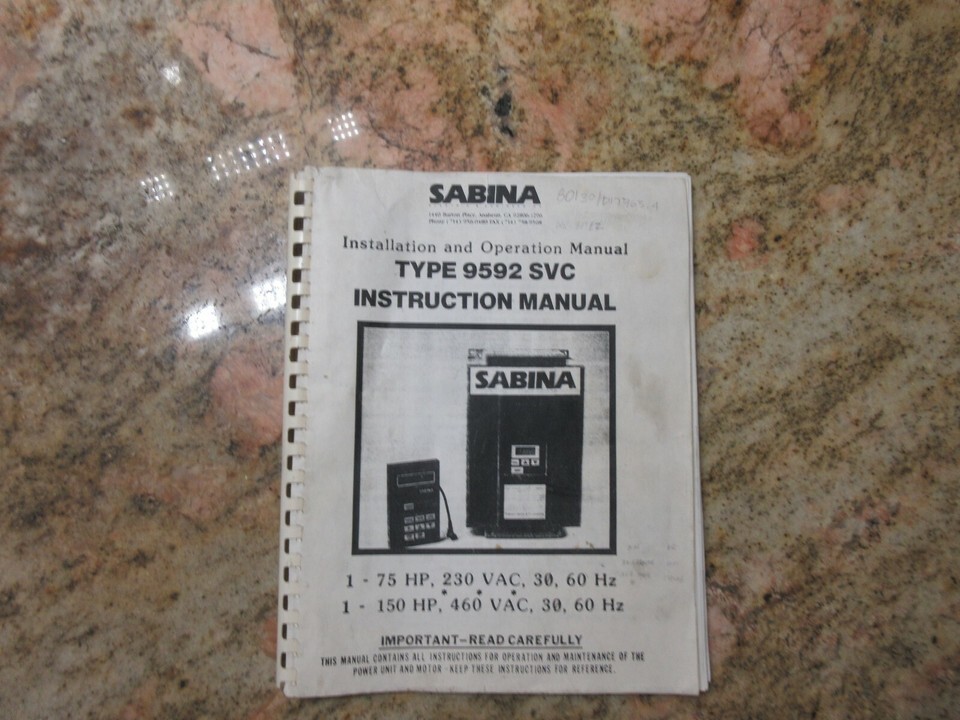 SABINA
Installation and Operation Manual
TYPE 9592 SVC
INSTRUCTION MANUAL
SABINA
1 - 75 HP, 230 VAC, 30, 60 Hz
1 - 150 HP, 460 VAC, 30, 60 Hz
IMPORTANT-READ CAREFULLY
THIS MANUAL CONTAINS ALL INSTRUCTIONS FOR OPERATION AND MAINTENANCE OF THE
POWER UNIT AND MOTOR-KEEP THESE INSTRUCTIONS FOR REFERENCE.